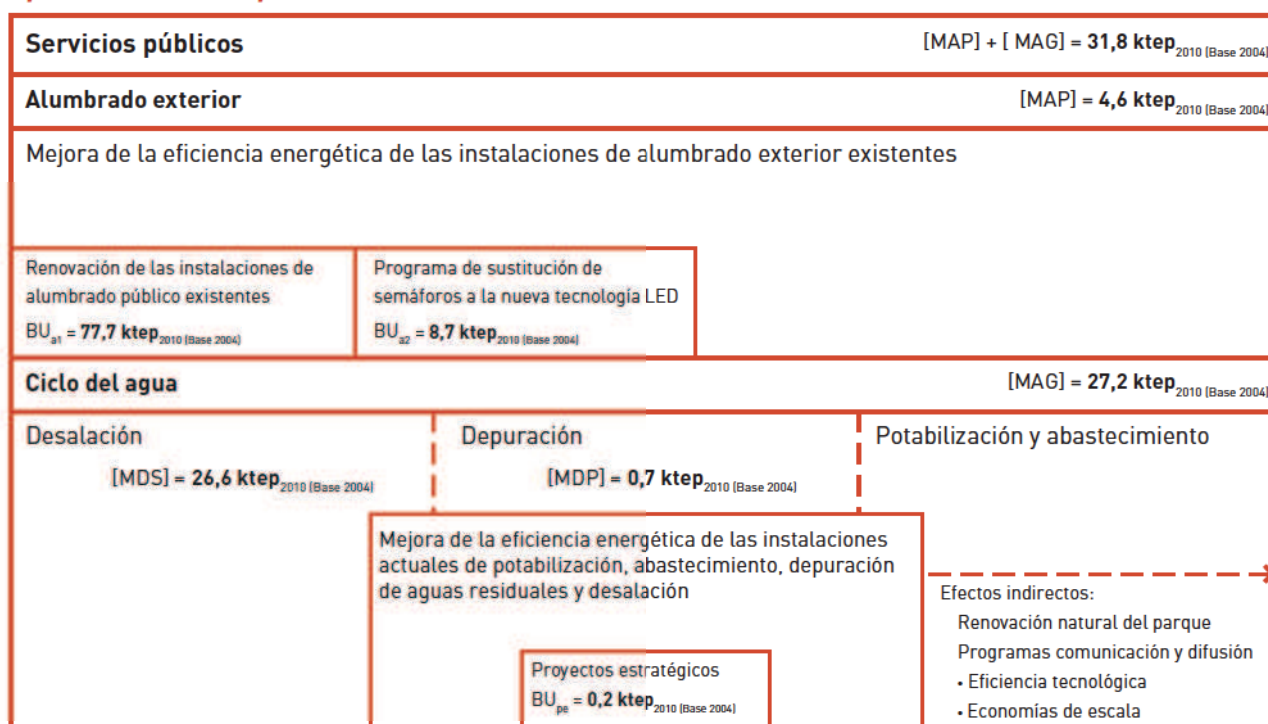 Servicios públicos
[MAP] + [ MAG] = 31,8 ktep2010 (Base 2004)
Alumbrado exterior
[MAP] = 4,6 ktep2010 (Base 2004)
Mejora de la eficiencia energética de las instalaciones de alumbrado exterior existentes
Renovación de las instalaciones de
alumbrado público existentes
BUa1 = 77,7 ktep2010 (Base 2004)
Programa de sustitución de
semáforos a la nueva tecnología LED
BUa2 = 8,7 ktep2010 (Base 2004)
Ciclo del agua
[MAG] = 27,2 ktep2010 (Base 2004)
Desalación
[MDS] = 26,6 ktep2010 (Base 2004)
Depuración
[MDP] = 0,7 ktep2010 (Base 2004)
Potabilización y abastecimiento
Mejora de la eficiencia energética de las instalaciones
actuales de potabilización, abastecimiento, depuración
de aguas residuales y desalación
Proyectos estratégicos
BUpe = 0,2 ktep2010 (Base 2004)
Efectos indirectos:
Renovación natural del parque
Programas comunicación y difusión
• Eficiencia tecnológica
• Economías de escala